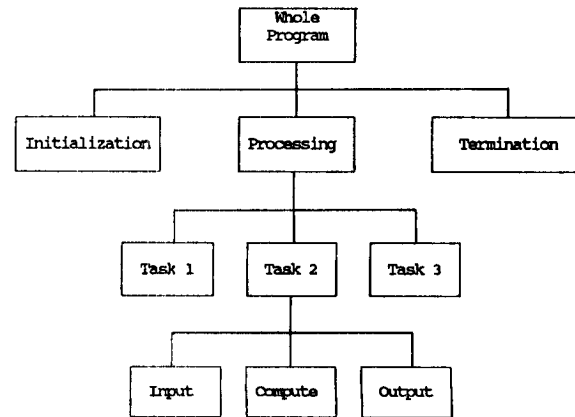 Whole
Program
Initialization
Processing
Termination
Task 1
Task 2
Task 3
Input
Compute
Output